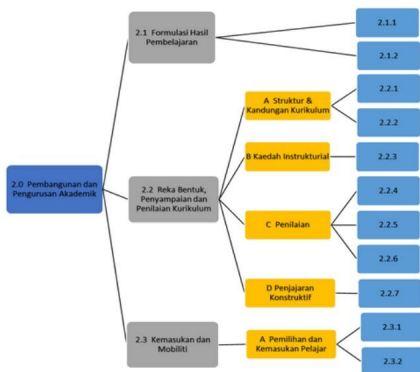 2.0 Pembangunan dan
Pengurusan Akademik
2.1 Formulasi Hasil
Pembelajaran
2.1.1
2.1.2
2.2 Reka Bentuk,
Penyampaian dan
Penilaian Kurikulum
A Struktur &
Kandungan Kurikulum
2.2.1
2.2.2
B Kaedah Instrukturial
2.2.3
C Penilaian
2.2.4
2.2.5
2.2.6
D Penjajaran
Konstruktif
2.2.7
2.3 Kemasukan dan
Mobiliti
A Pemilihan dan
Kemasukan Pelajar
2.3.1
2.3.2